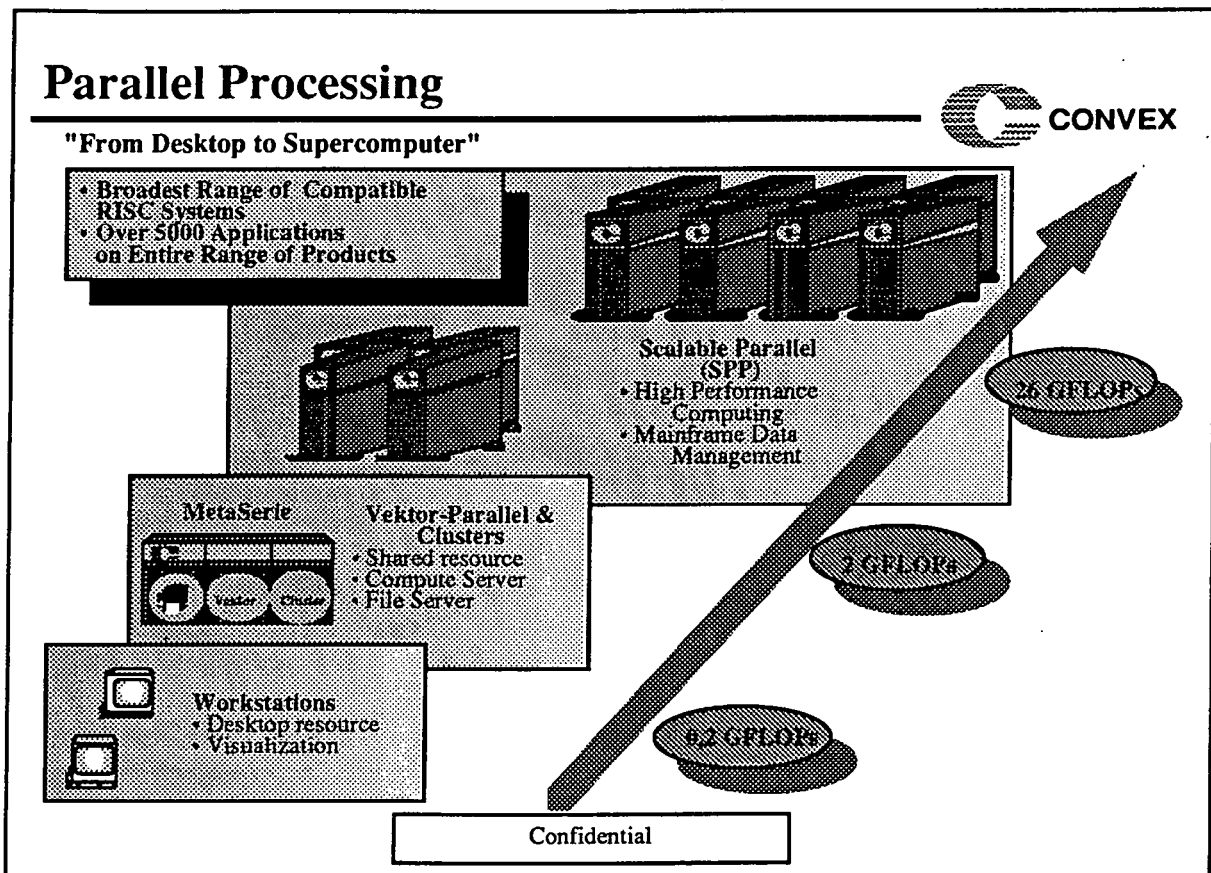 Parallel Processing
CONVEX
"From Desktop to Supercomputer"
• Broadest Range of Compatible
RISC Systems
• Over 5000 Applications
on Entire Range of Products
Scalable Parallel
(SPP)
• High Performance
Computing
• Mainframe Data
Management
26 GFLOPs
MetaSerie
Vektor-Parallel &
Clusters
• Shared resource
• Compute Server
• File Server
Vektor
Cluster
2 GFLOPs
Workstations
• Desktop resource
• Visualization
0,2 GFLOPs
Confidential